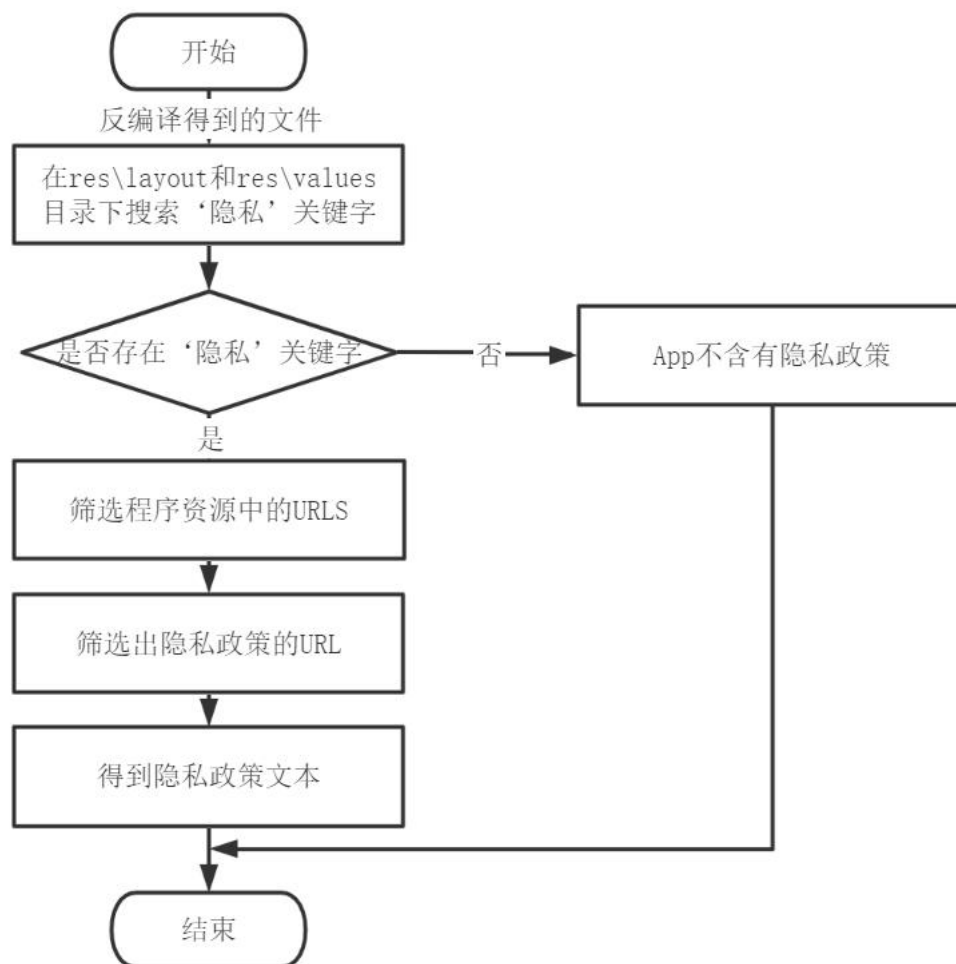 开始
反编译得到的文件
在res\layout和res\values
目录下搜索‘隐私’关键字
是否存在‘隐私’关键字
否
App不含有隐私政策
是
筛选程序资源中的URLS
筛选出隐私政策的URL
得到隐私政策文本
结束